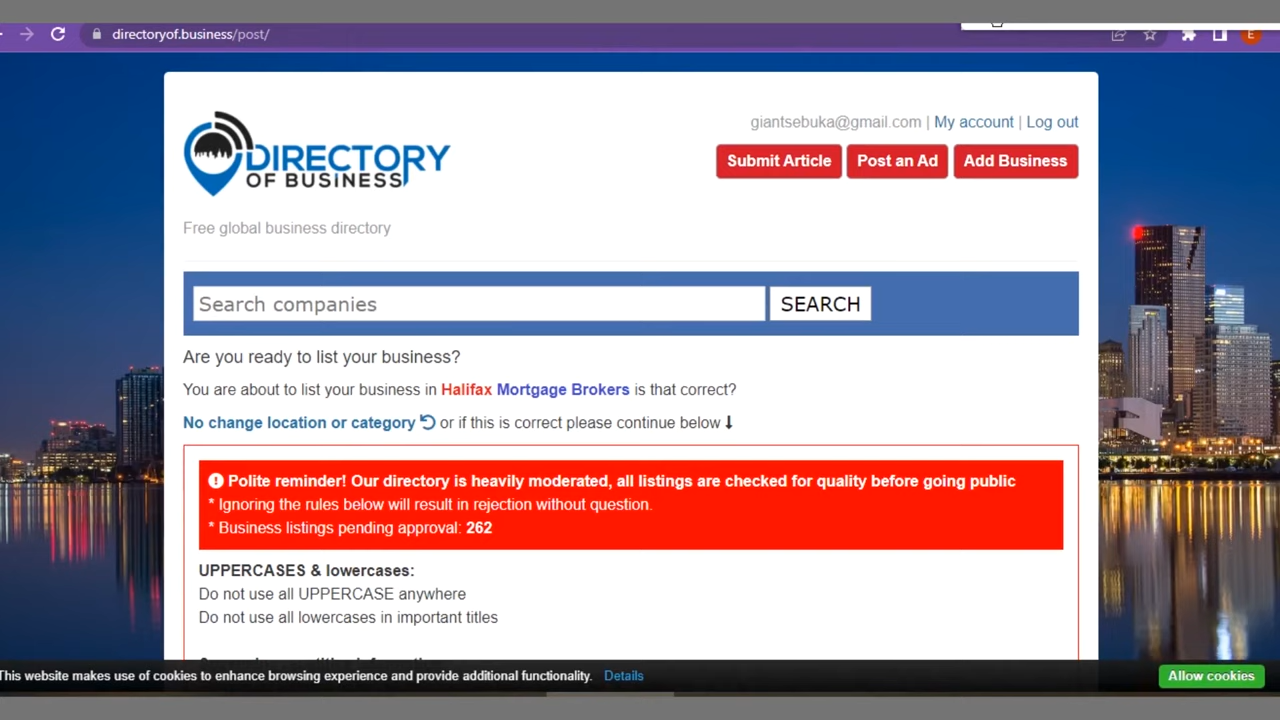 directoryof.business/post/
E
DIRECTORY
OF BUSINESS
giantsebuka@gmail.com | My account | Log out
Submit Article Post an Ad Add Business
Free global business directory
Search companies SEARCH
Are you ready to list your business?
You are about to list your business in Halifax Mortgage Brokers is that correct?
No change location or category or if this is correct please continue below
Polite reminder! Our directory is heavily moderated, all listings are checked for quality before going public
* Ignoring the rules below will result in rejection without question.
* Business listings pending approval: 262
UPPERCASES & lowercases:
Do not use all UPPERCASE anywhere
Do not use all lowercases in important titles
This website makes use of cookies to enhance browsing experience and provide additional functionality. Details Allow cookies